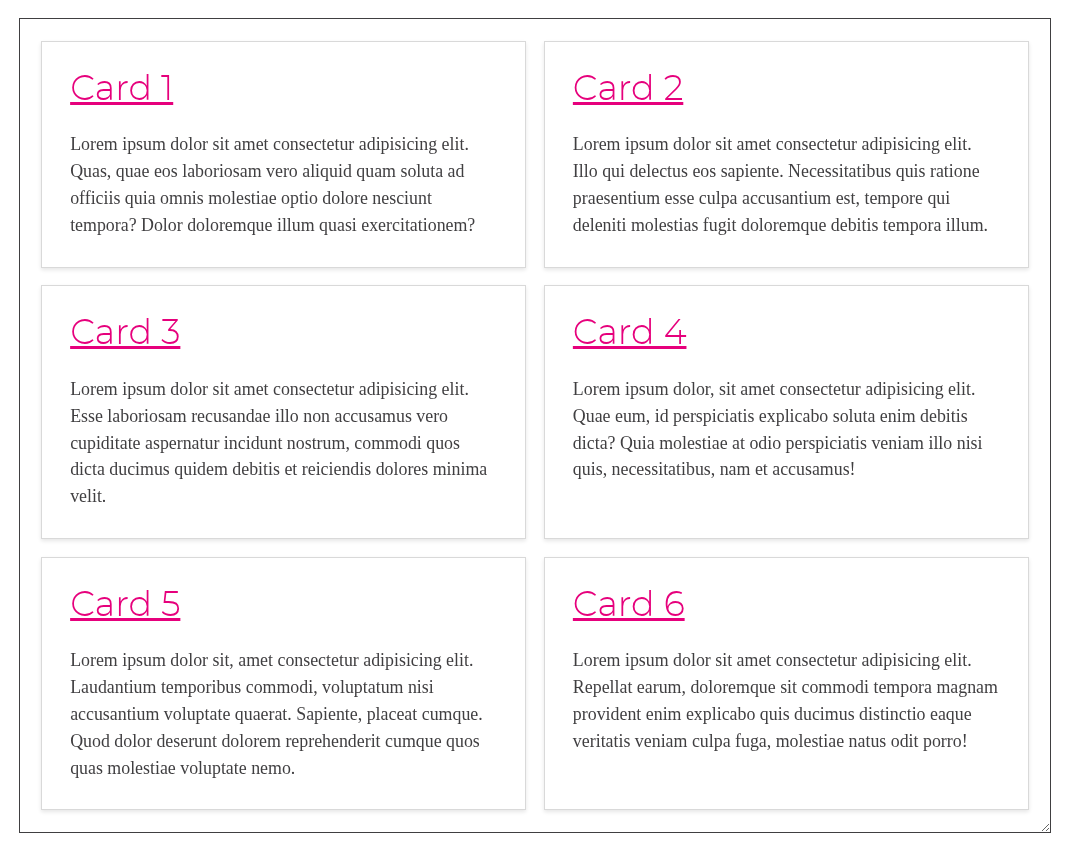 Card 1
Lorem ipsum dolor sit amet consectetur adipisicing elit.
Quas, quae eos laboriosam vero aliquid quam soluta ad
officiis quia omnis molestiae optio dolore nesciunt
tempora? Dolor doloremque illum quasi exercitationem?
Card 2
Lorem ipsum dolor sit amet consectetur adipisicing elit.
Illo qui delectus eos sapiente. Necessitatibus quis ratione
praesentium esse culpa accusantium est, tempore qui
deleniti molestias fugit doloremque debitis tempora illum.
Card 3
Lorem ipsum dolor sit amet consectetur adipisicing elit.
Esse laboriosam recusandae illo non accusamus vero
cupiditate aspernatur incidunt nostrum, commodi quos
dicta ducimus quidem debitis et reiciendis dolores minima
velit.
Card 4
Lorem ipsum dolor, sit amet consectetur adipisicing elit.
Quae eum, id perspiciatis explicabo soluta enim debitis
dicta? Quia molestiae at odio perspiciatis veniam illo nisi
quis, necessitatibus, nam et accusamus!
Card 5
Lorem ipsum dolor sit, amet consectetur adipisicing elit.
Laudantium temporibus commodi, voluptatum nisi
accusantium voluptate quaerat. Sapiente, placeat cumque.
Quod dolor deserunt dolorem reprehenderit cumque quos
quas molestiae voluptate nemo.
Card 6
Lorem ipsum dolor sit amet consectetur adipisicing elit.
Repellat earum, doloremque sit commodi tempora magnam
provident enim explicabo quis ducimus distinctio eaque
veritatis veniam culpa fuga, molestiae natus odit porro!